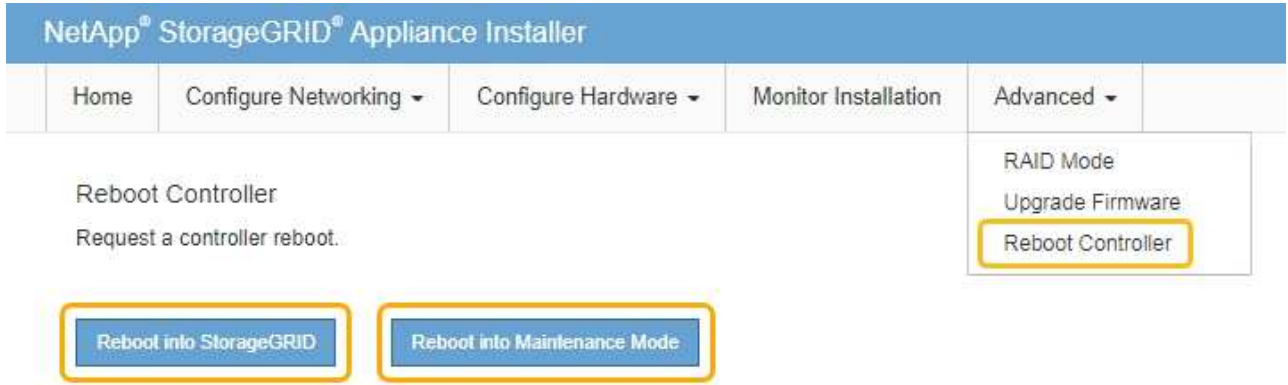 NetApp® StorageGRID® Appliance Installer
Home Configure Networking Configure Hardware Monitor Installation Advanced
RAID Mode
Upgrade Firmware
Reboot Controller
Reboot Controller
Request a controller reboot.
Reboot into StorageGRID Reboot into Maintenance Mode